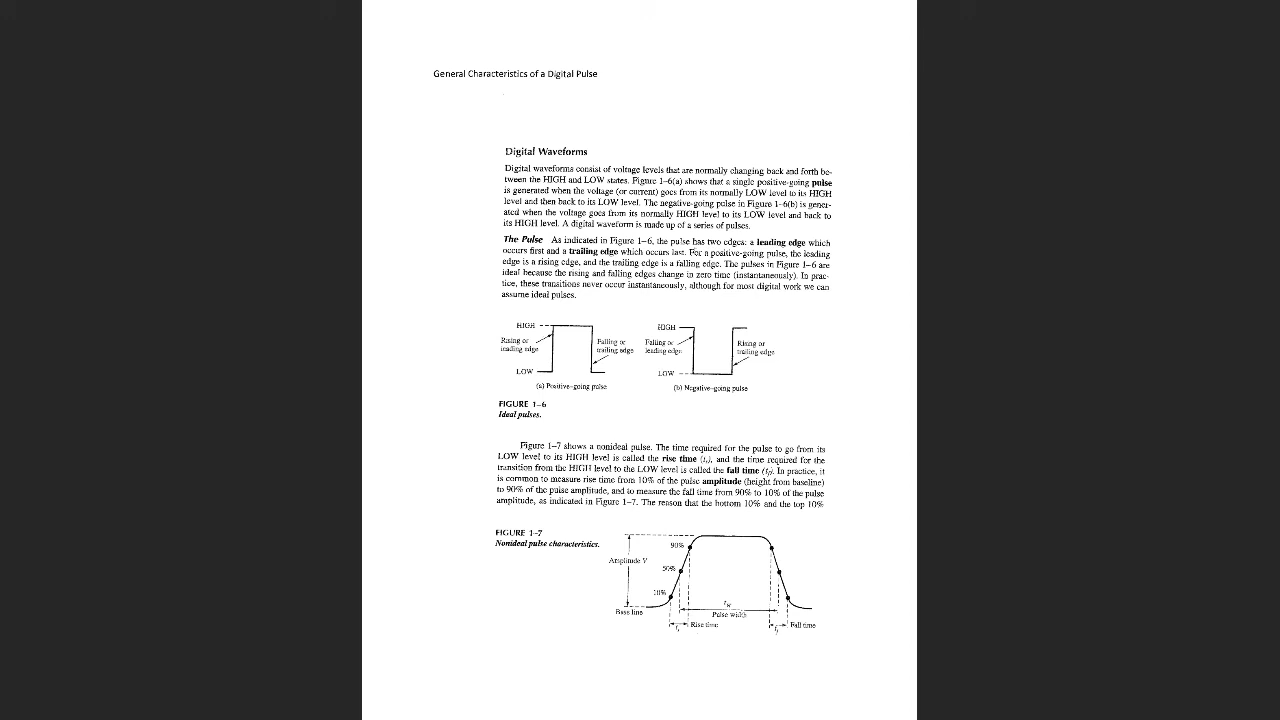 General Characteristics of a Digital Pulse
Digital Waveforms
Digital waveforms consist of voltage levels that are normally changing back and forth be-
tween the HIGH and LOW states. Figure 1–6(a) shows that a single positive-going pulse
is generated when the voltage (or current) goes from its normally LOW level to its HIGH
level and then back to its LOW level. The negative-going pulse in Figure 1–6(b) is gener-
ated when the voltage goes from its normally HIGH level to its LOW level and back to
its HIGH level. A digital waveform is made up of a series of pulses.
The Pulse As indicated in Figure 1–6, the pulse has two edges: a leading edge which
occurs first and a trailing edge which occurs last. For a positive-going pulse, the leading
edge is a rising edge, and the trailing edge is a falling edge. The pulses in Figure 1–6 are
ideal because the rising and falling edges change in zero time (instantaneously). In prac-
tice, these transitions never occur instantaneously, although for most digital work we can
assume ideal pulses.
HIGH
Rising or
leading edge
Falling or
trailing edge
LOW
(a) Positive–going pulse
HIGH
Falling or
leading edge
Rising or
trailing edge
LOW
(b) Negative–going pulse
FIGURE 1–6
Ideal pulses.
Figure 1–7 shows a nonideal pulse. The time required for the pulse to go from its
LOW level to its HIGH level is called the rise time (tr), and the time required for the
transition from the HIGH level to the LOW level is called the fall time (tf). In practice, it
is common to measure rise time from 10% of the pulse amplitude (height from baseline)
to 90% of the pulse amplitude, and to measure the fall time from 90% to 10% of the pulse
amplitude, as indicated in Figure 1–7. The reason that the bottom 10% and the top 10%
FIGURE 1–7
Nonideal pulse characteristics.
90%
Amplitude V
50%
10%
Base line
tW
Pulse width
tr
Rise time
tf
Fall time